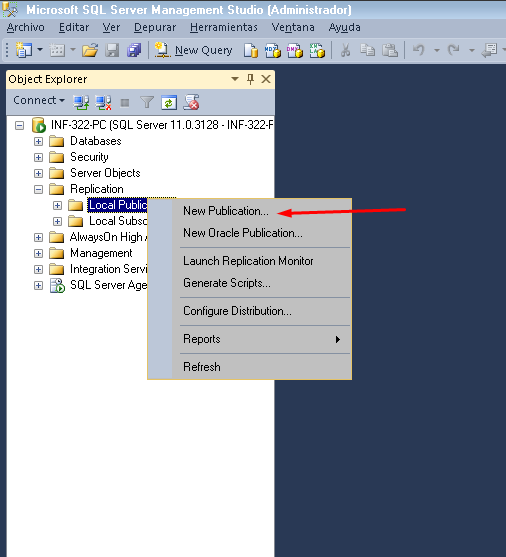 Microsoft SQL Server Management Studio (Administrador)
Archivo Editar Ver Depurar Herramientas Ventana Ayuda
New Query
Object Explorer
Connect
INF-322-PC (SQL Server 11.0.3128 - INF-322-F
Databases
Security
Server Objects
Replication
Local Public
Local Subsc
AlwaysOn High A
Management
Integration Servi
SQL Server Age
New Publication...
New Oracle Publication...
Launch Replication Monitor
Generate Scripts...
Configure Distribution...
Reports
Refresh